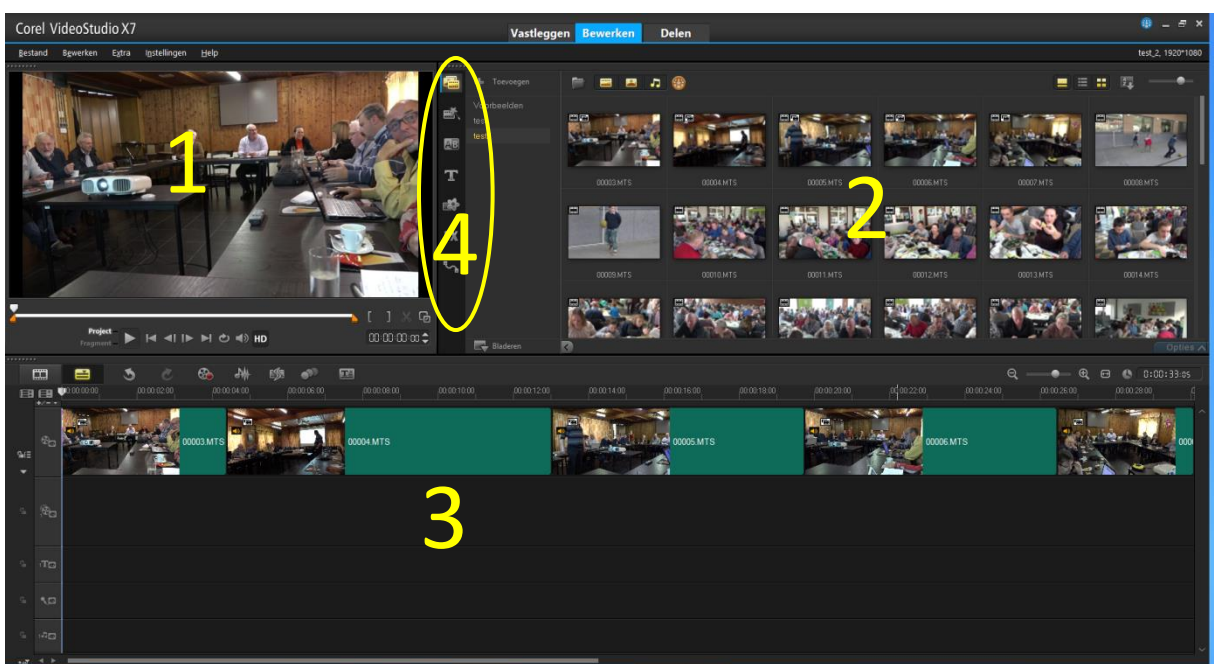 Corel VideoStudio X7
Vastleggen Bewerken Delen
Bestand Bewerken Extra Instellingen Help
test_2, 1920*1080
1
2
4
Toevoegen
Voorbeelden
test
00003.MTS 00004.MTS 00005.MTS 00006.MTS 00007.MTS 00008.MTS
00009.MTS 00010.MTS 00011.MTS 00012.MTS 00013.MTS 00014.MTS
Project
Fragment
HD
00:00:00:00
Bladeren
Opties
0:00:33:05
00:00:00:00 00:00:02:00 00:00:04:00 00:00:06:00 00:00:08:00 00:00:10:00 00:00:12:00 00:00:14:00 00:00:16:00 00:00:18:00 00:00:20:00 00:00:22:00 00:00:24:00 00:00:26:00 00:00:28:00
00003.MTS 00004.MTS 00005.MTS 00006.MTS 000
3